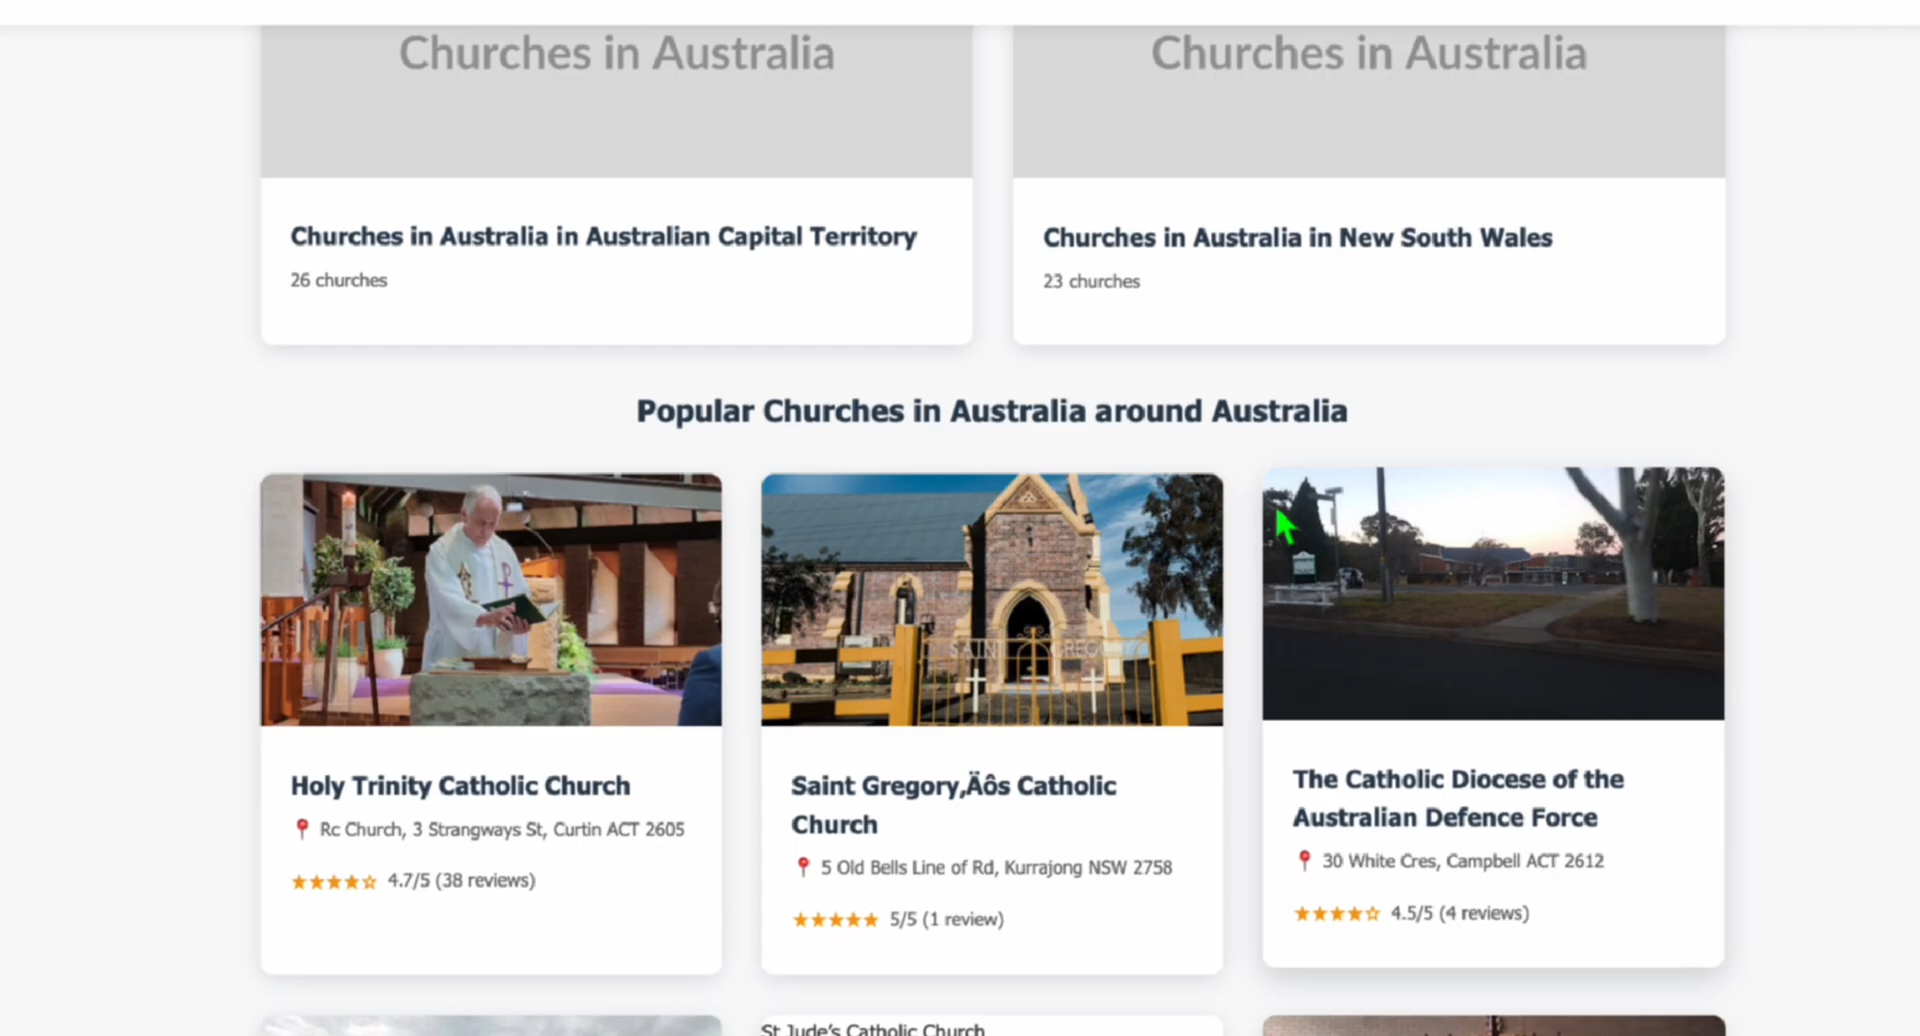 Churches in Australia
Churches in Australia
Churches in Australia in Australian Capital Territory
26 churches
Churches in Australia in New South Wales
23 churches
Popular Churches in Australia around Australia
SAINT GREGORY
Holy Trinity Catholic Church
Rc Church, 3 Strangways St, Curtin ACT 2605
4.7/5 (38 reviews)
Saint Gregory‚Äôs Catholic
Church
5 Old Bells Line of Rd, Kurrajong NSW 2758
5/5 (1 review)
The Catholic Diocese of the
Australian Defence Force
30 White Cres, Campbell ACT 2612
4.5/5 (4 reviews)
St Jude's Catholic Church